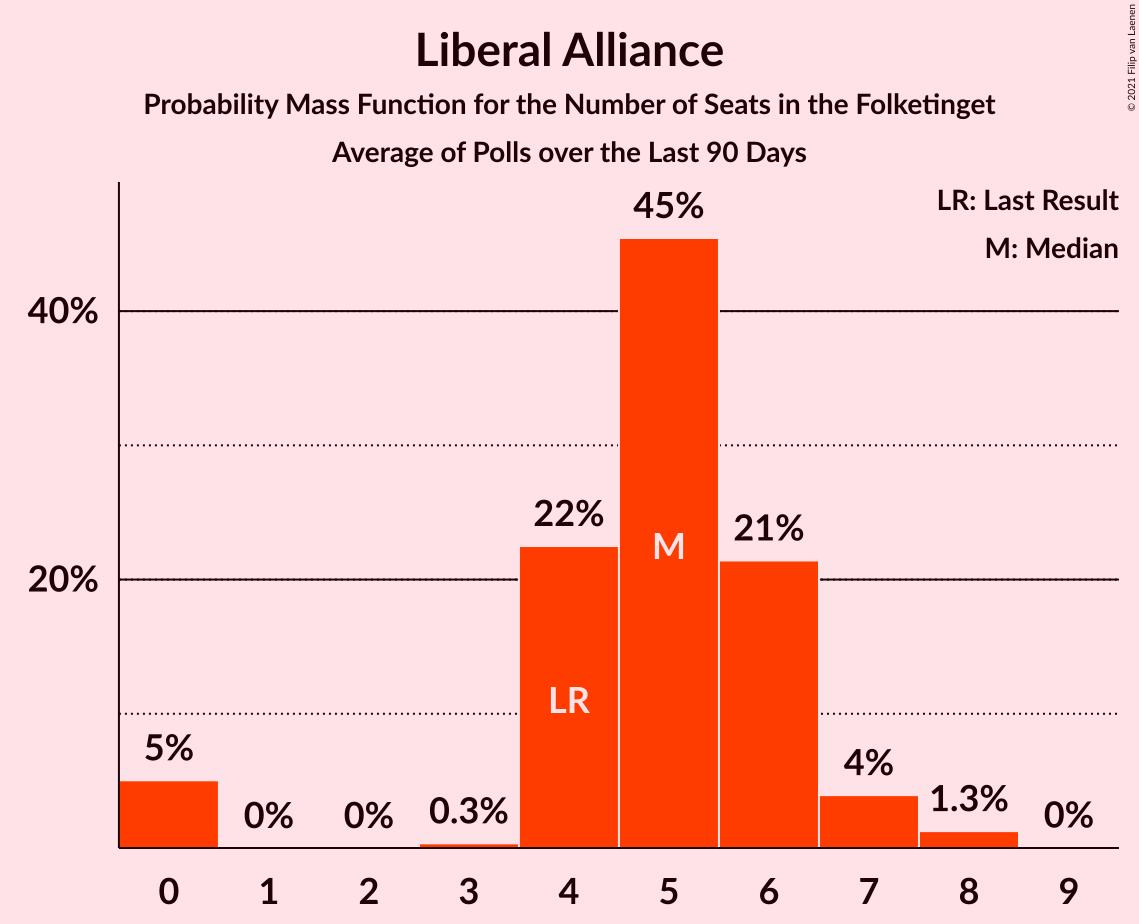 Liberal Alliance
Probability Mass Function for the Number of Seats in the Folketinget
Average of Polls over the Last 90 Days
© 2021 Filip van Laenen
LR: Last Result
M: Median
45%
40%
22%
21%
M
20%
LR
5%
0%
0%
0.3%
4%
1.3%
0%
0 1 2 3 4 5 6 7 8 9